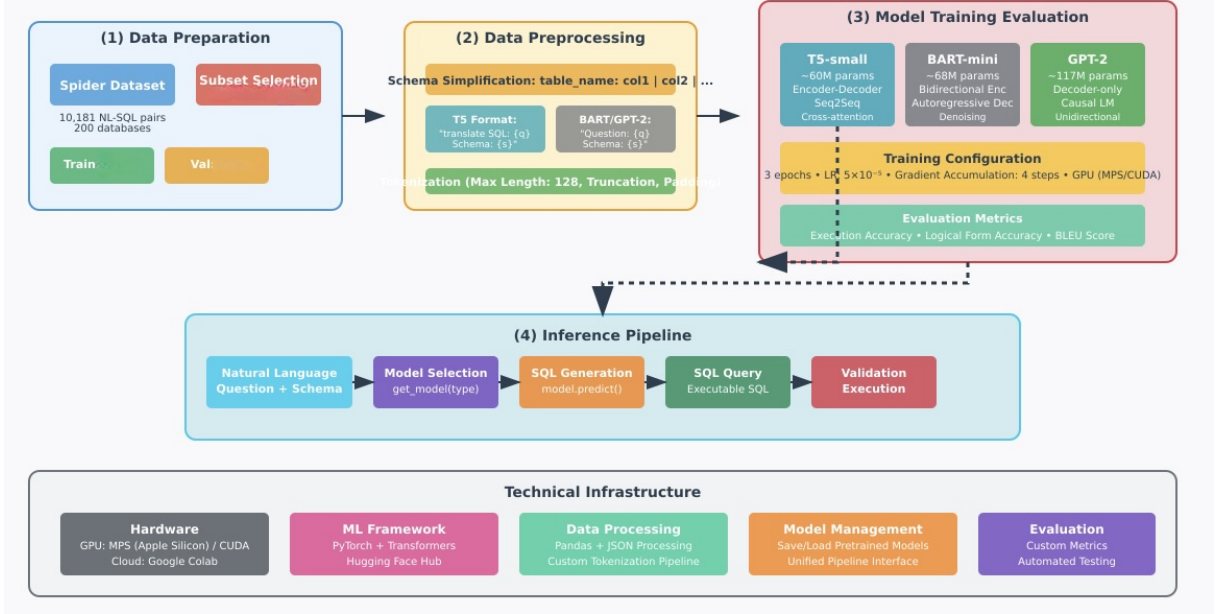 (1) Data Preparation
Spider Dataset
Subset Selection
10,181 NL-SQL pairs
200 databases
Train
Val
(2) Data Preprocessing
Schema Simplification: table_name: col1 | col2 | ...
T5 Format:
"translate SQL: {q}
Schema: {s}"
BART/GPT-2:
"Question: {q}
Schema: {s}"
Tokenization (Max Length: 128, Truncation, Padding)
(3) Model Training Evaluation
T5-small
~60M params
Encoder-Decoder
Seq2Seq
Cross-attention
BART-mini
~68M params
Bidirectional Enc
Autoregressive Dec
Denoising
GPT-2
~117M params
Decoder-only
Causal LM
Unidirectional
Training Configuration
3 epochs • LR: 5×10⁻⁵ • Gradient Accumulation: 4 steps • GPU (MPS/CUDA)
Evaluation Metrics
Execution Accuracy • Logical Form Accuracy • BLEU Score
(4) Inference Pipeline
Natural Language
Question + Schema
Model Selection
get_model(type)
SQL Generation
model.predict()
SQL Query
Executable SQL
Validation
Execution
Technical Infrastructure
Hardware
GPU: MPS (Apple Silicon) / CUDA
Cloud: Google Colab
ML Framework
PyTorch + Transformers
Hugging Face Hub
Data Processing
Pandas + JSON Processing
Custom Tokenization Pipeline
Model Management
Save/Load Pretrained Models
Unified Pipeline Interface
Evaluation
Custom Metrics
Automated Testing